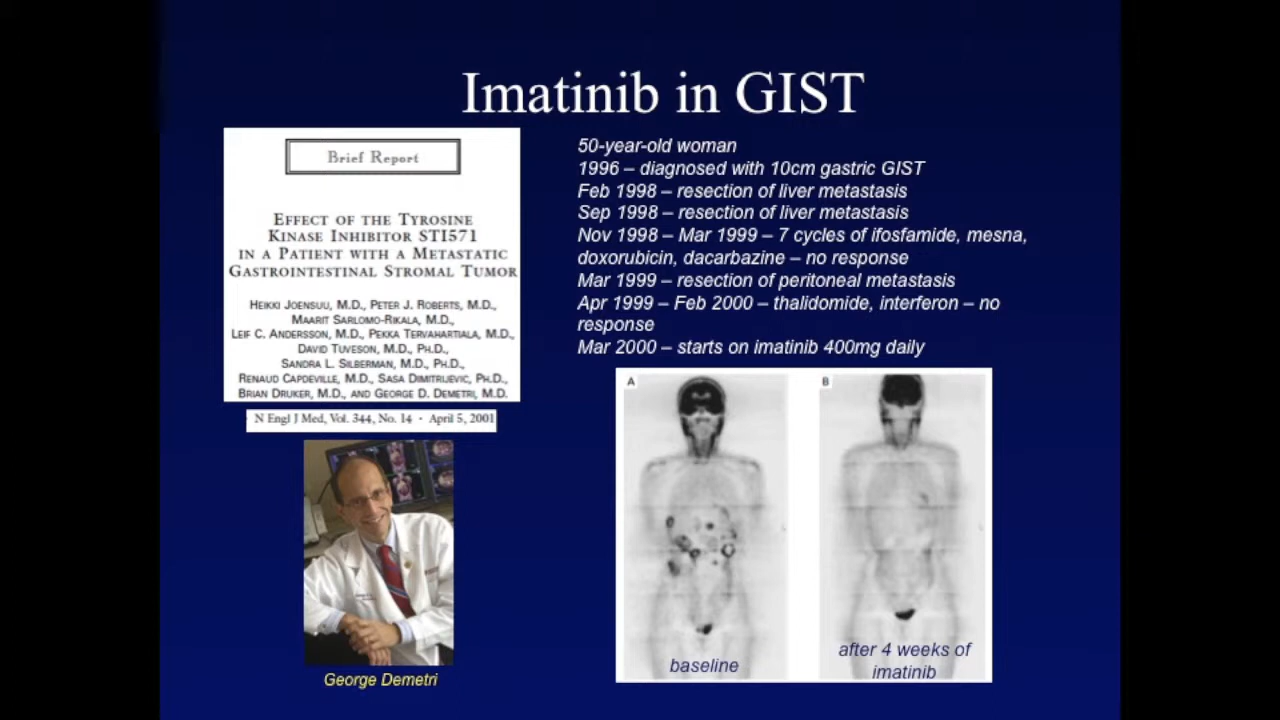 Imatinib in GIST
Brief Report
EFFECT OF THE TYROSINE
KINASE INHIBITOR STI571
IN A PATIENT WITH A METASTATIC
GASTROINTESTINAL STROMAL TUMOR
HEIKKI JOENSUU, M.D., PETER J. ROBERTS, M.D.,
MAARIT SARLOMO-RIKALA, M.D.,
LEIF C. ANDERSSON, M.D., PEKKA TERVAHARTIALA, M.D.,
DAVID TUVESON, M.D., PH.D.,
SANDRA L. SILBERMAN, M.D., PH.D.,
RENAUD CAPDEVILLE, M.D., SASA DIMITRIJEVIC, PH.D.,
BRIAN DRUKER, M.D., AND GEORGE D. DEMETRI, M.D.
N Engl J Med, Vol. 344, No. 14 · April 5, 2001
George Demetri
50-year-old woman
1996 – diagnosed with 10cm gastric GIST
Feb 1998 – resection of liver metastasis
Sep 1998 – resection of liver metastasis
Nov 1998 – Mar 1999 – 7 cycles of ifosfamide, mesna,
doxorubicin, dacarbazine – no response
Mar 1999 – resection of peritoneal metastasis
Apr 1999 – Feb 2000 – thalidomide, interferon – no
response
Mar 2000 – starts on imatinib 400mg daily
A
B
baseline
after 4 weeks of
imatinib